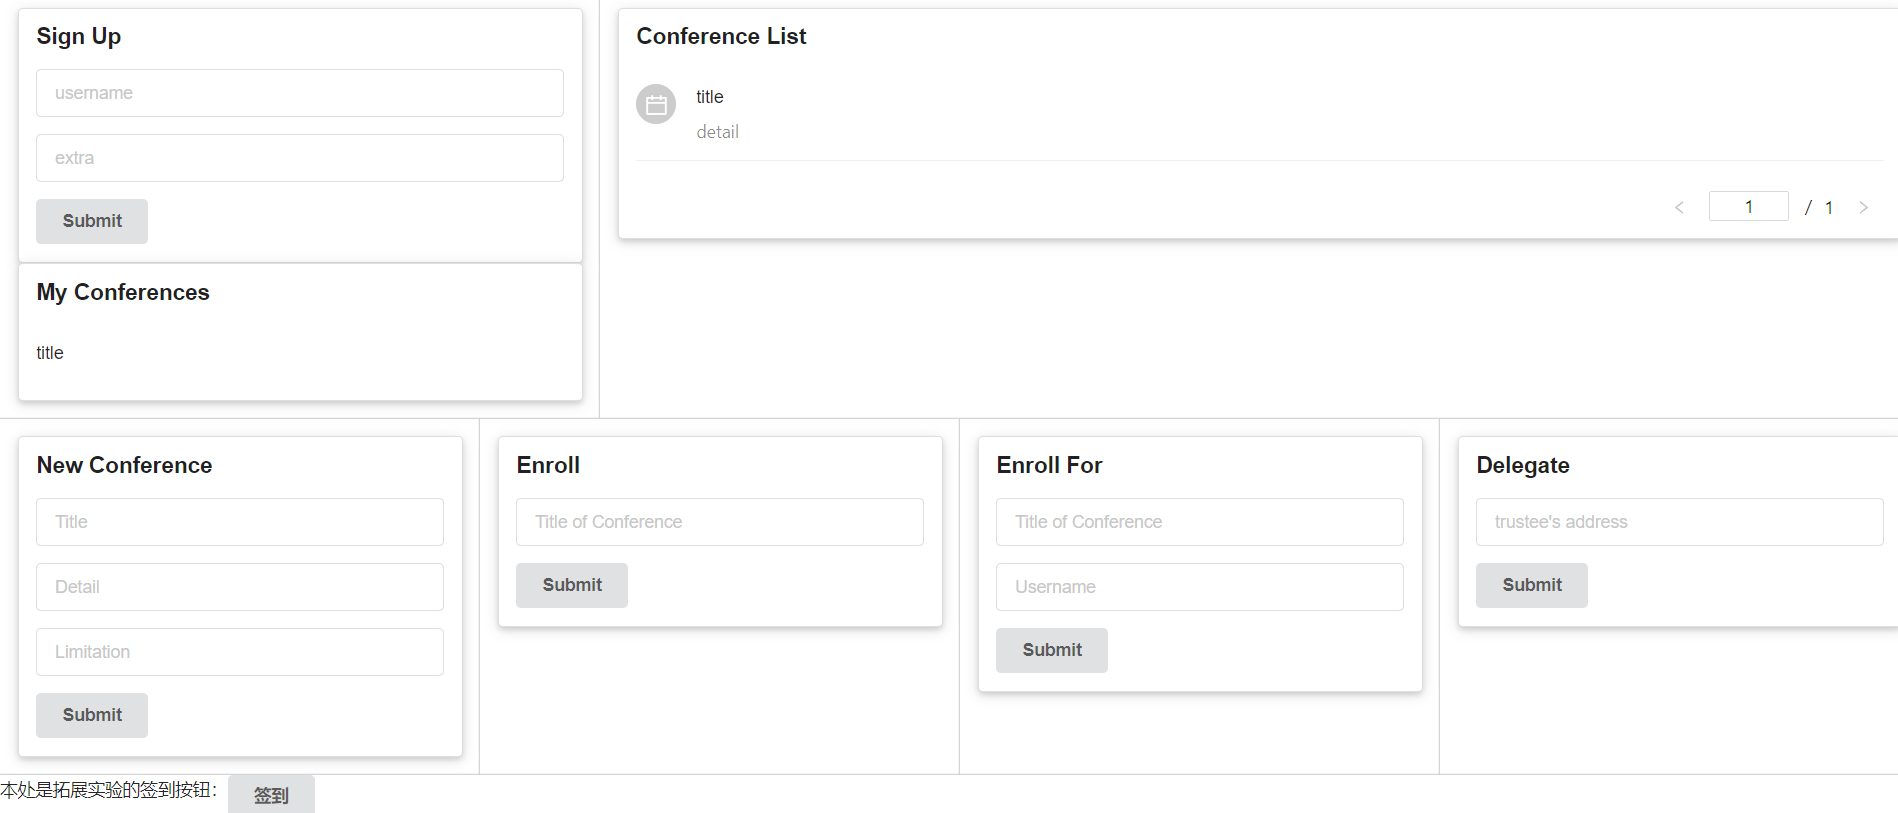 Sign Up
username
extra
Submit
My Conferences
title
Conference List
title
detail
1 / 1
New Conference
Title
Detail
Limitation
Submit
Enroll
Title of Conference
Submit
Enroll For
Title of Conference
Username
Submit
Delegate
trustee's address
Submit
本处是拓展实验的签到按钮： 签到